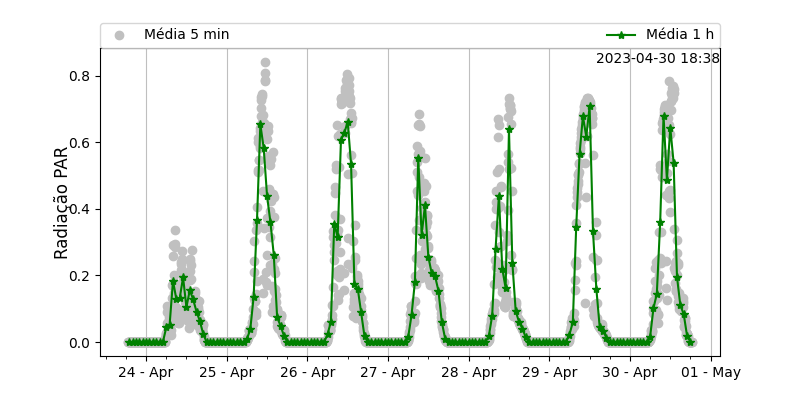 Média 5 min
Média 1 h
2023-04-30 18:38
Radiação PAR
0.8
0.6
0.4
0.2
0.0
24 - Apr
25 - Apr
26 - Apr
27 - Apr
28 - Apr
29 - Apr
30 - Apr
01 - May